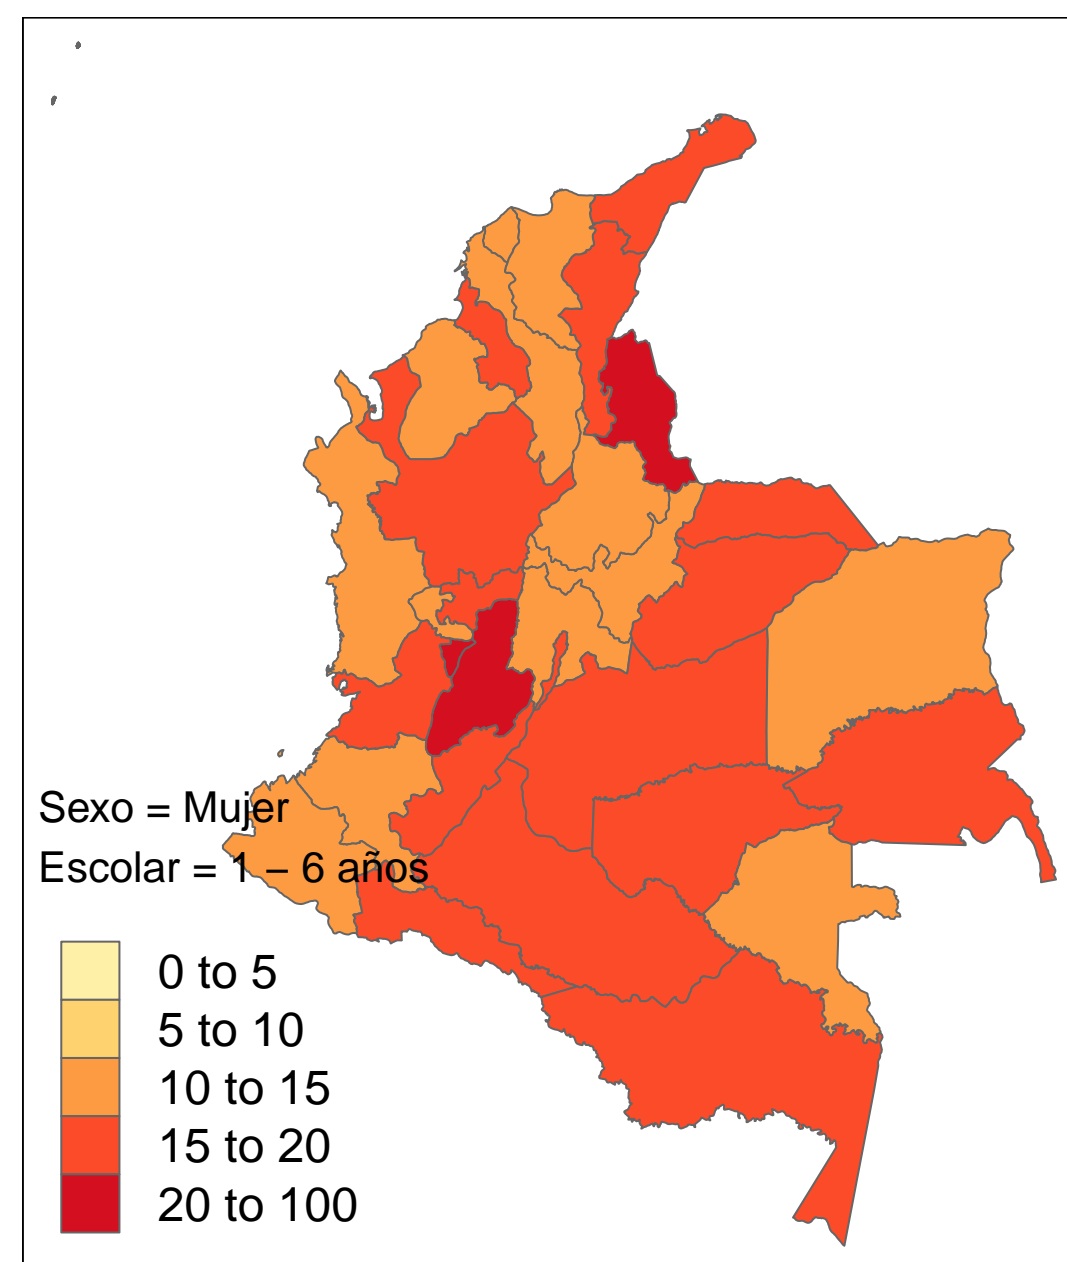 Sexo = Mujer
Escolar = 1 – 6 años
0 to 5
5 to 10
10 to 15
15 to 20
20 to 100